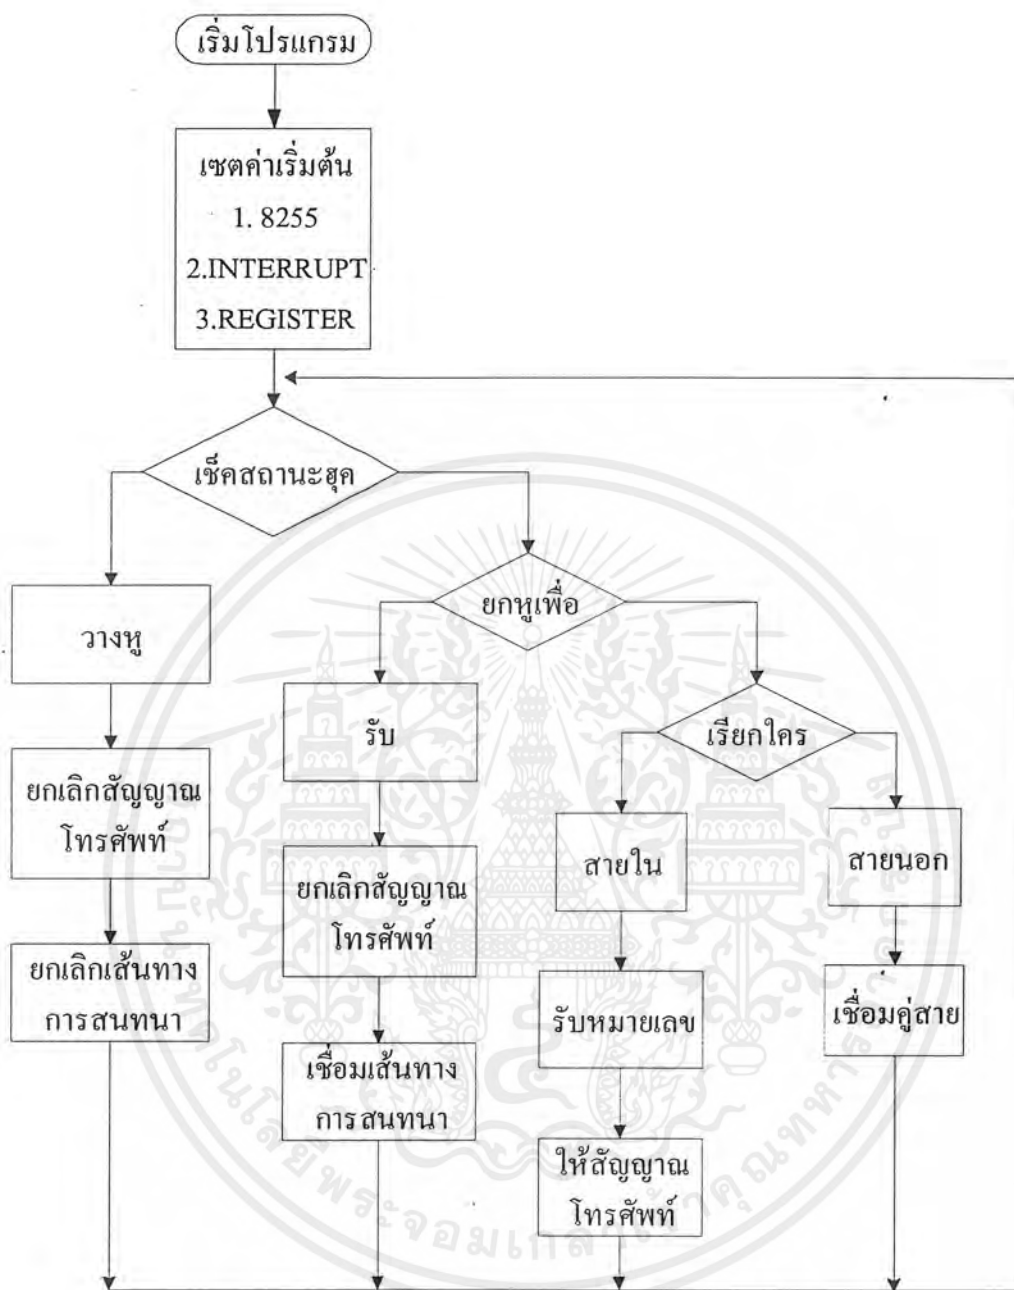 เริ่มโปรแกรม
เซตค่าเริ่มต้น
1. 8255
2.INTERRUPT
3.REGISTER
เช็คสถานะฮุค
ยกหูเพื่อ
วางหู
รับ
เรียกใคร
ยกเลิกสัญญาณ
โทรศัพท์
ยกเลิกสัญญาณ
โทรศัพท์
สายใน
สายนอก
ยกเลิกเส้นทาง
การสนทนา
รับหมายเลข
เชื่อมคู่สาย
เชื่อมเส้นทาง
การสนทนา
ให้สัญญาณ
โทรศัพท์